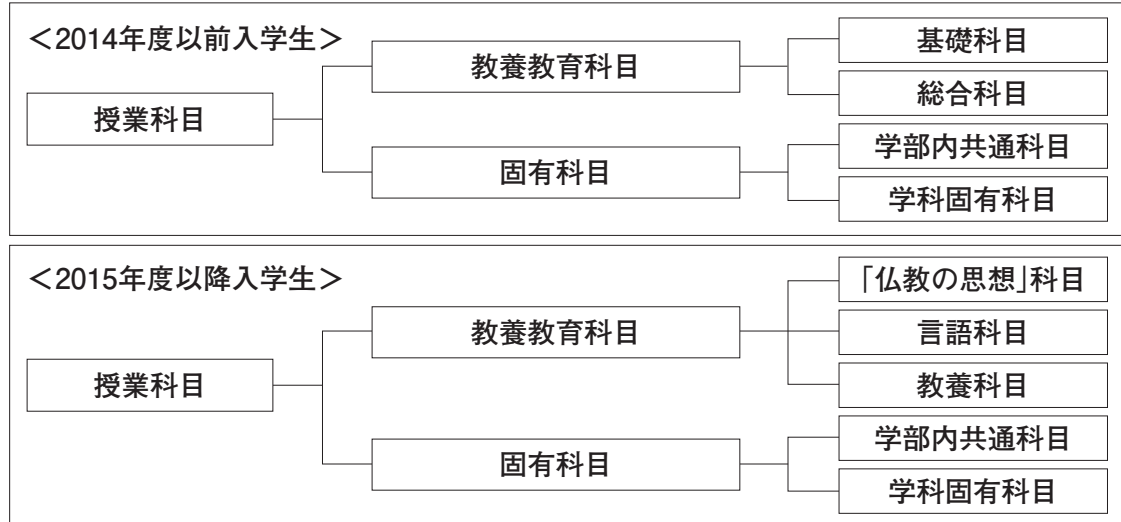 ＜2014年度以前入学生＞
授業科目
教養教育科目
基礎科目
総合科目
固有科目
学部内共通科目
学科固有科目
＜2015年度以降入学生＞
授業科目
教養教育科目
「仏教の思想」科目
言語科目
教養科目
固有科目
学部内共通科目
学科固有科目